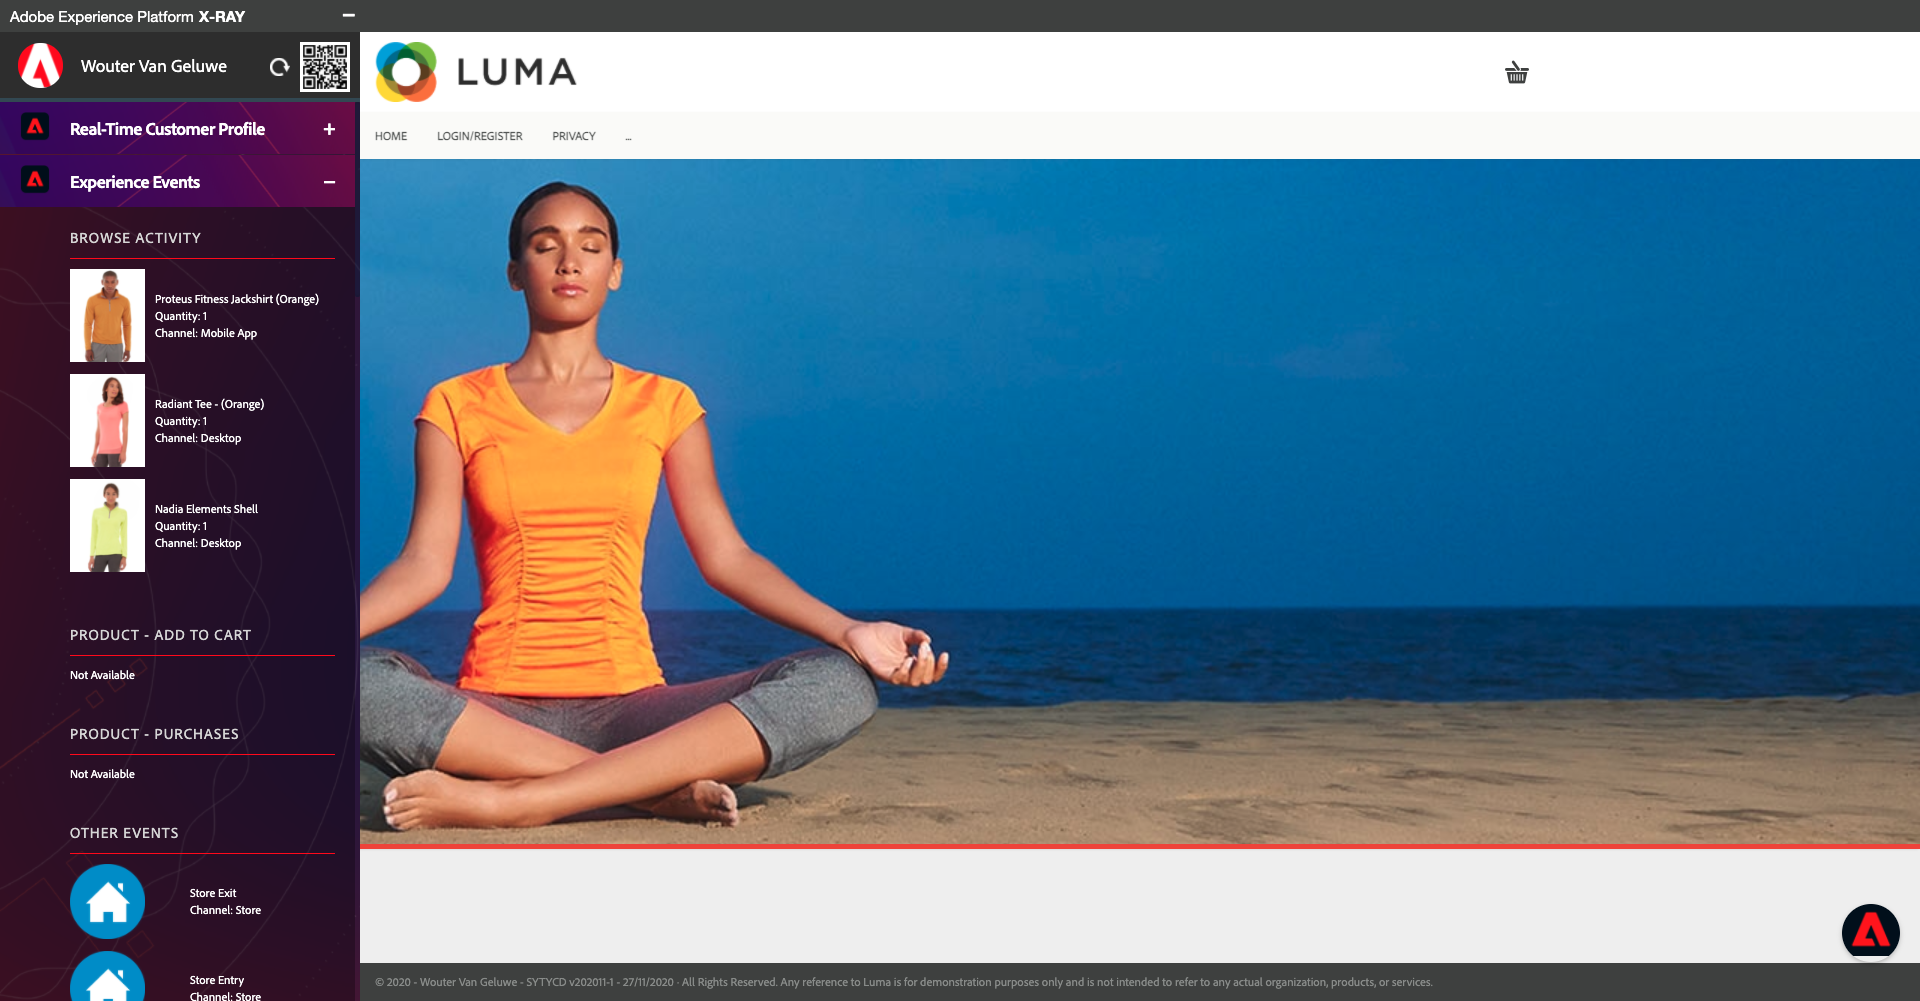 Adobe Experience Platform X-RAY
Wouter Van Geluwe
Real-Time Customer Profile
Experience Events
BROWSE ACTIVITY
Proteus Fitness Jackshirt (Orange)
Quantity: 1
Channel: Mobile App
Radiant Tee - (Orange)
Quantity: 1
Channel: Desktop
Nadia Elements Shell
Quantity: 1
Channel: Desktop
PRODUCT - ADD TO CART
Not Available
PRODUCT - PURCHASES
Not Available
OTHER EVENTS
Store Exit
Channel: Store
Store Entry
Channel: Store
LUMA
HOME LOGIN/REGISTER PRIVACY ...
© 2020 - Wouter Van Geluwe - SYTYCD v202011-1 - 27/11/2020 · All Rights Reserved. Any reference to Luma is for demonstration purposes only and is not intended to refer to any actual organization, products, or services.